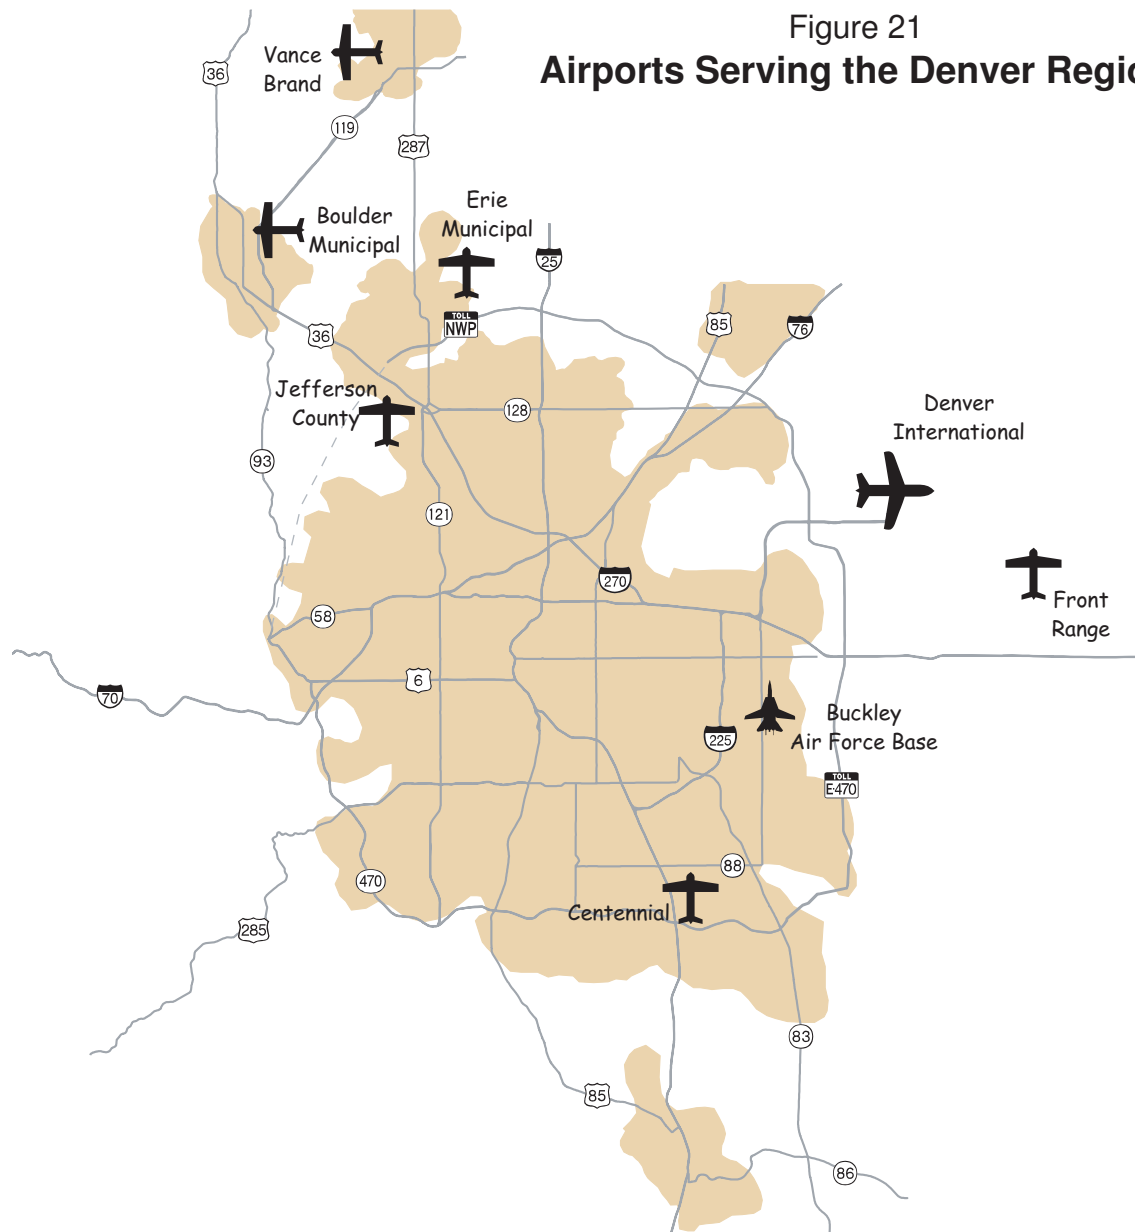 Figure 21
Airports Serving the Denver Regio
Vance
Brand
36
119
287
Boulder
Municipal
Erie
Municipal
25
TOLL
NWP
85
76
36
Jefferson
County
128
Denver
International
93
121
270
Front
Range
58
6
70
Buckley
Air Force Base
225
TOLL
E-470
88
470
Centennial
285
83
85
86